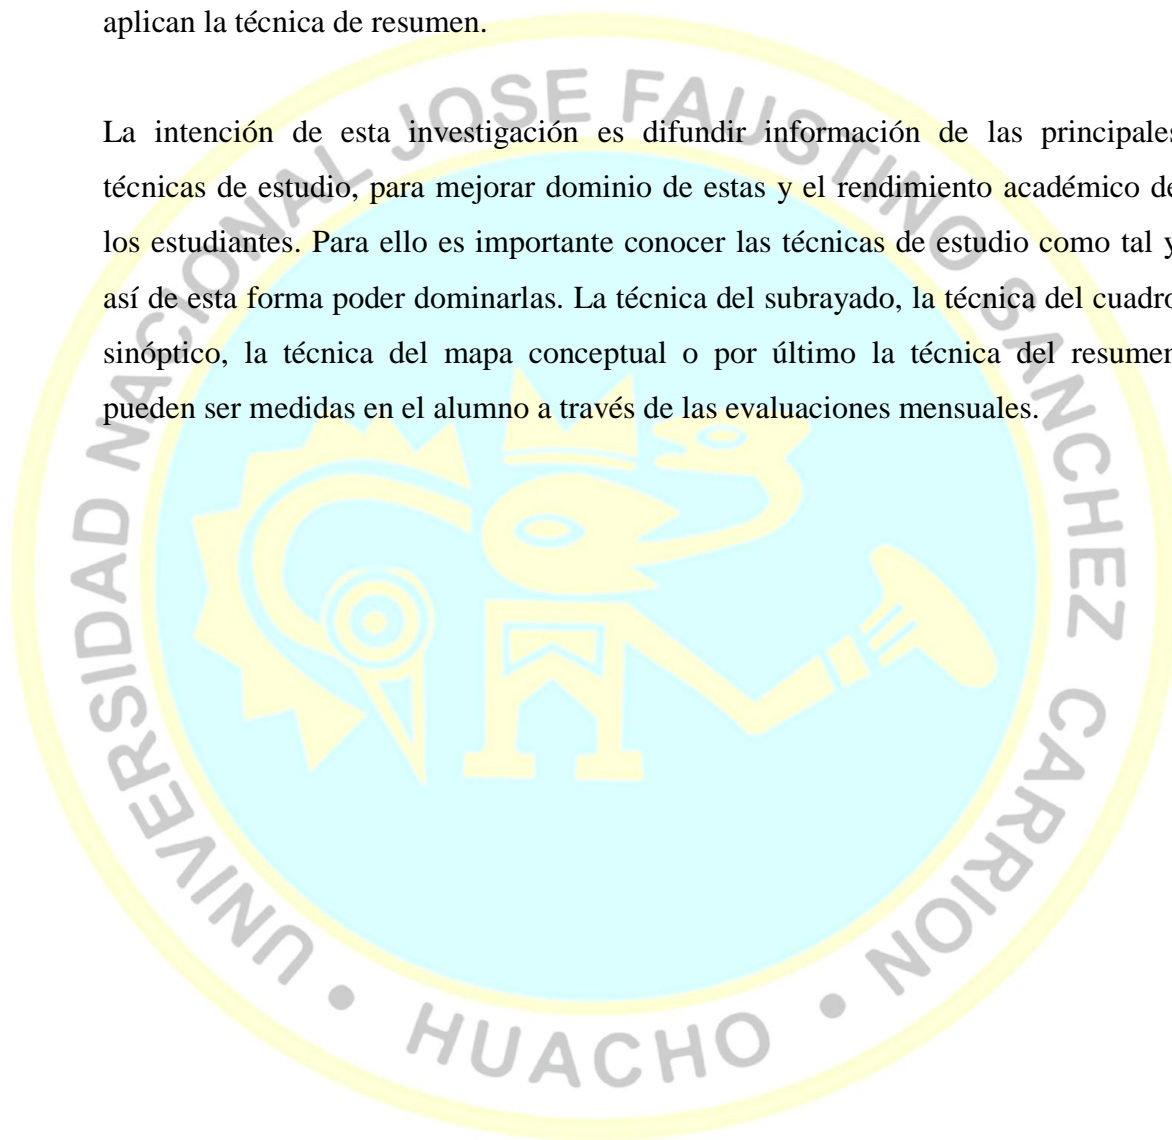 aplican la técnica de resumen.
La intención de esta investigación es difundir información de las principales
técnicas de estudio, para mejorar dominio de estas y el rendimiento académico de
los estudiantes. Para ello es importante conocer las técnicas de estudio como tal y
así de esta forma poder dominarlas. La técnica del subrayado, la técnica del cuadro
sinóptico, la técnica del mapa conceptual o por último la técnica del resumen
pueden ser medidas en el alumno a través de las evaluaciones mensuales.
UNIVERSIDAD NACIONAL JOSE FAUSTINO SANCHEZ CARRION
• HUACHO •